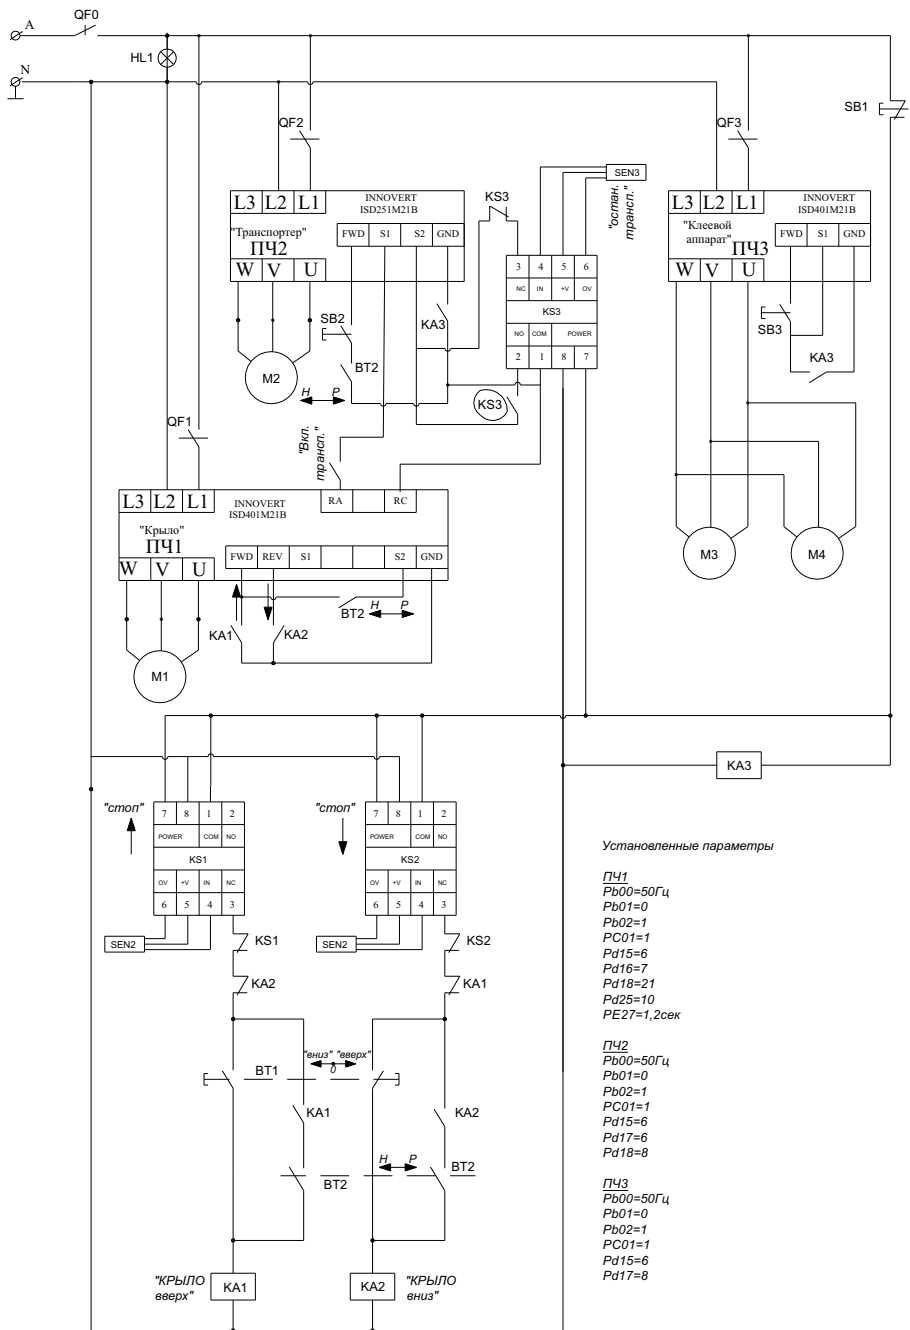 QF0
A
HL1
N
SB1
QF2
QF3
SEN3
"остан. трансп."
KS3
L3 L2 L1
INNOVERT
ISD251M21B
"Транспортер"
ПЧ2
FWD S1 S2 GND
W V U
L3 L2 L1
INNOVERT
ISD401M21B
"Клеевой
аппарат"
ПЧ3
FWD S1 GND
W V U
3 4 5 6
NC IN +V OV
KS3
NO COM POWER
2 1 8 7
SB2
KA3
BT2
M2
Н Р
KS3
SB3
KA3
QF1
"Вкл.
трансп."
L3 L2 L1
INNOVERT
ISD401M21B
RA RC
"Крыло"
ПЧ1
FWD REV S1 S2 GND
W V U
M3
M4
BT2
Н Р
KA1
KA2
M1
KA3
"стоп"
7 8 1 2
POWER COM NO
KS1
OV +V IN NC
6 5 4 3
"стоп"
7 8 1 2
POWER COM NO
KS2
OV +V IN NC
6 5 4 3
SEN2
KS1
SEN2
KS2
KA2
KA1
"вниз" "вверх"
0
BT1
KA1
KA2
Н Р
BT2
BT2
"КРЫЛО
вверх"
KA1
KA2
"КРЫЛО
вниз"
Установленные параметры
ПЧ1
Pb00=50Гц
Pb01=0
Pb02=1
PC01=1
Pd15=6
Pd16=7
Pd18=21
Pd25=10
PE27=1,2сек
ПЧ2
Pb00=50Гц
Pb01=0
Pb02=1
PC01=1
Pd15=6
Pd17=6
Pd18=8
ПЧ3
Pb00=50Гц
Pb01=0
Pb02=1
PC01=1
Pd15=6
Pd17=8